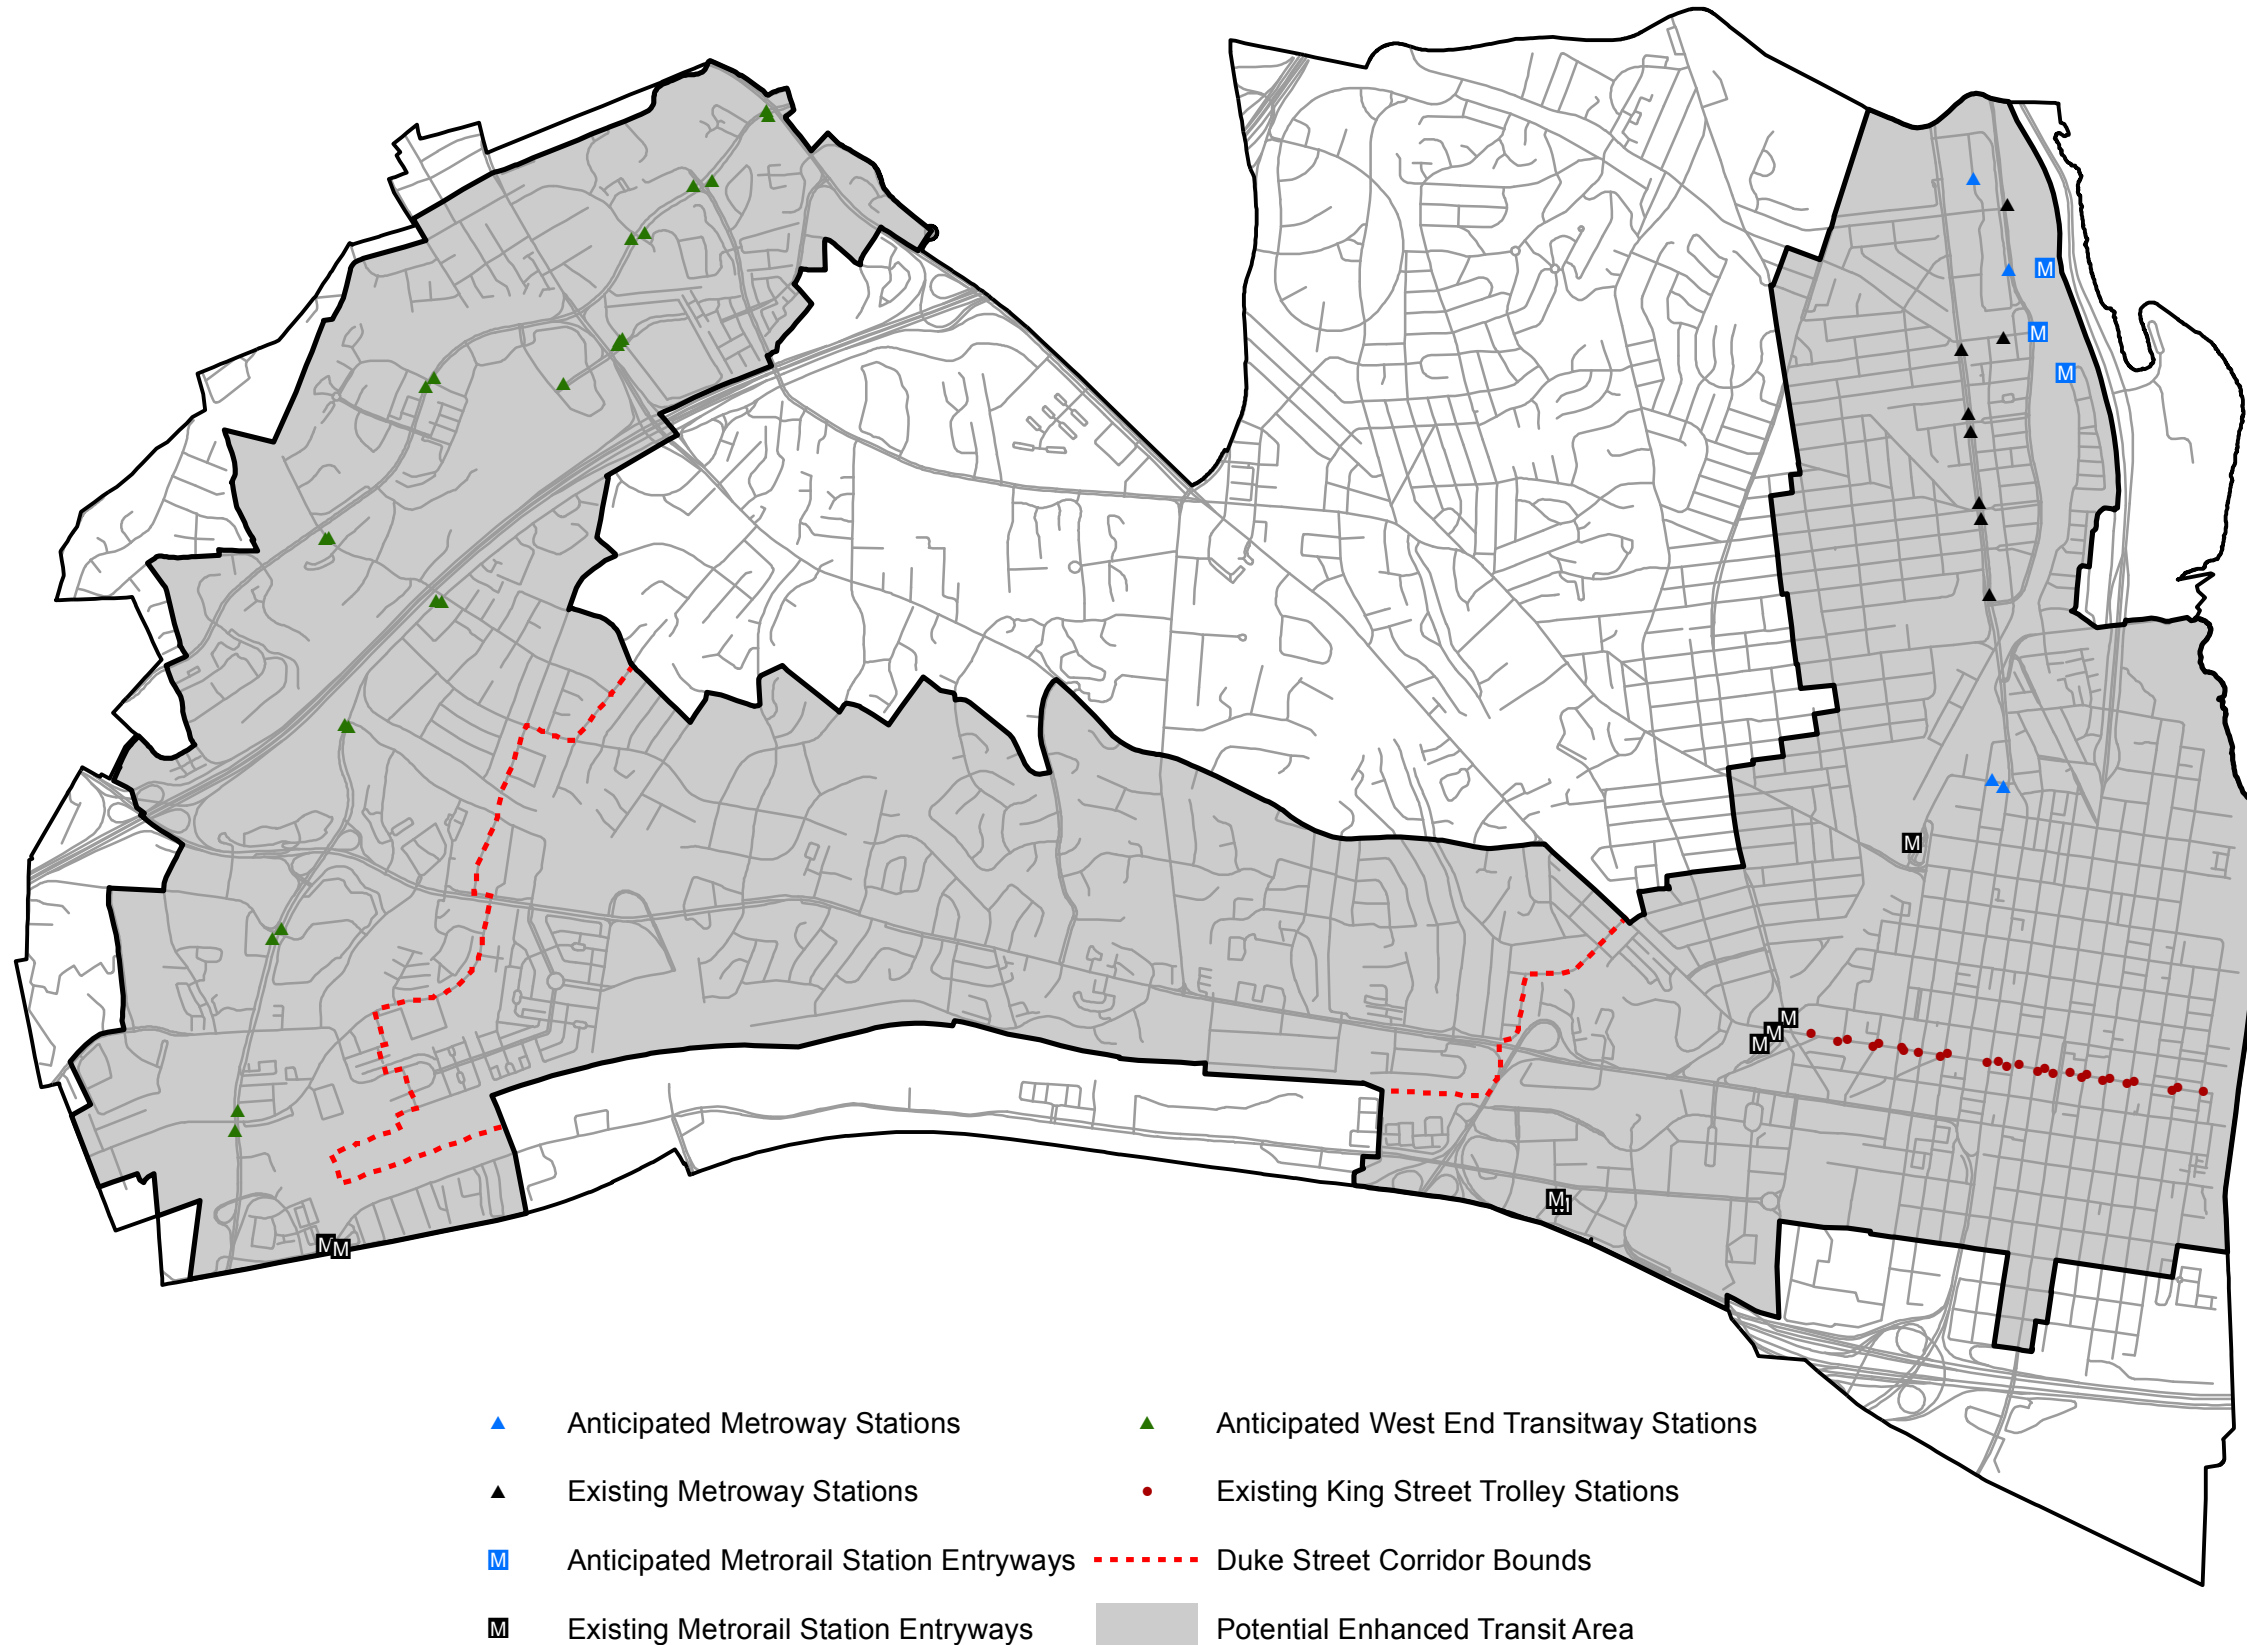 M
M
M
M
M
M
M
M
M
M
M
Anticipated Metroway Stations
Anticipated West End Transitway Stations
Existing Metroway Stations
Existing King Street Trolley Stations
M Anticipated Metrorail Station Entryways
Duke Street Corridor Bounds
M Existing Metrorail Station Entryways
Potential Enhanced Transit Area